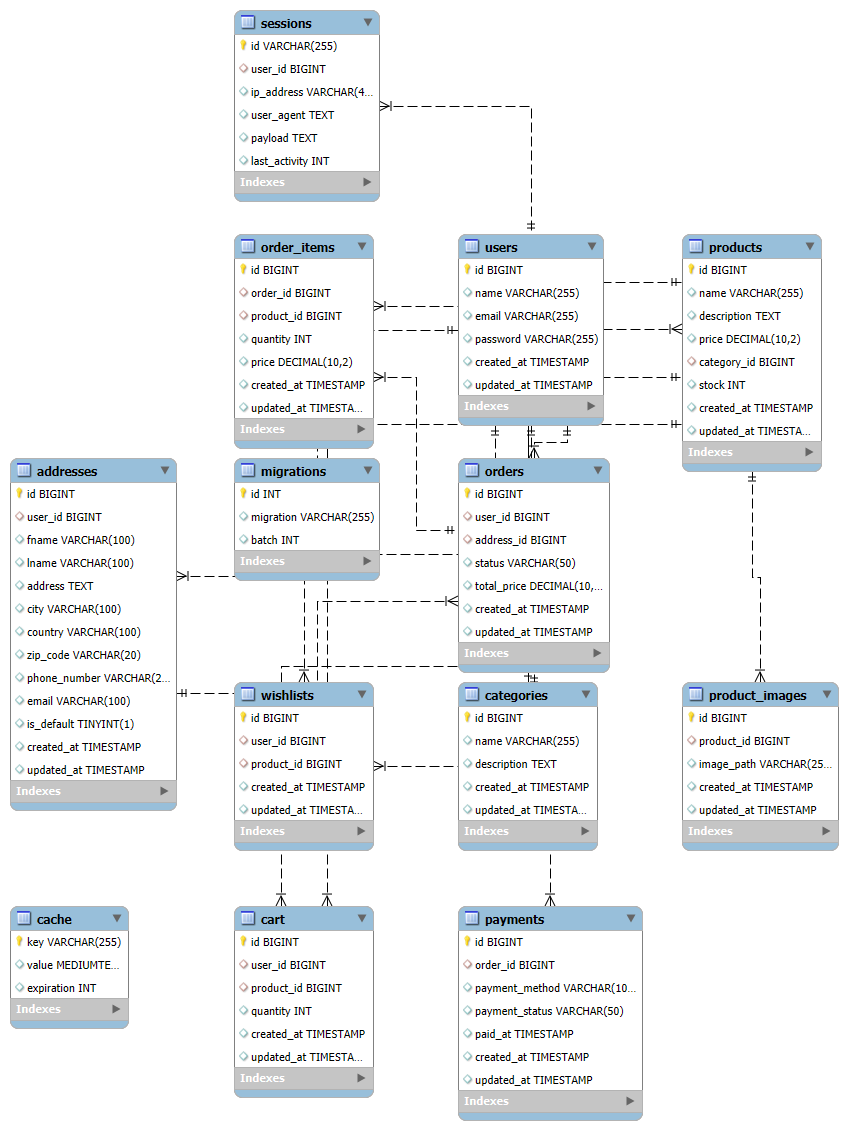 sessions
id VARCHAR(255)
user_id BIGINT
ip_address VARCHAR(4...
user_agent TEXT
payload TEXT
last_activity INT
Indexes
order_items
id BIGINT
order_id BIGINT
product_id BIGINT
quantity INT
price DECIMAL(10,2)
created_at TIMESTAMP
updated_at TIMESTA...
Indexes
users
id BIGINT
name VARCHAR(255)
email VARCHAR(255)
password VARCHAR(255)
created_at TIMESTAMP
updated_at TIMESTAMP
Indexes
products
id BIGINT
name VARCHAR(255)
description TEXT
price DECIMAL(10,2)
category_id BIGINT
stock INT
created_at TIMESTAMP
updated_at TIMESTA...
Indexes
addresses
id BIGINT
user_id BIGINT
fname VARCHAR(100)
lname VARCHAR(100)
address TEXT
city VARCHAR(100)
country VARCHAR(100)
zip_code VARCHAR(20)
phone_number VARCHAR(2...
email VARCHAR(100)
is_default TINYINT(1)
created_at TIMESTAMP
updated_at TIMESTAMP
Indexes
migrations
id INT
migration VARCHAR(255)
batch INT
Indexes
orders
id BIGINT
user_id BIGINT
address_id BIGINT
status VARCHAR(50)
total_price DECIMAL(10,...
created_at TIMESTAMP
updated_at TIMESTAMP
Indexes
wishlists
id BIGINT
user_id BIGINT
product_id BIGINT
created_at TIMESTAMP
updated_at TIMESTA...
Indexes
categories
id BIGINT
name VARCHAR(255)
description TEXT
created_at TIMESTAMP
updated_at TIMESTA...
Indexes
product_images
id BIGINT
product_id BIGINT
image_path VARCHAR(25...
created_at TIMESTAMP
updated_at TIMESTAMP
Indexes
cache
key VARCHAR(255)
value MEDIUMTE...
expiration INT
Indexes
cart
id BIGINT
user_id BIGINT
product_id BIGINT
quantity INT
created_at TIMESTAMP
updated_at TIMESTA...
Indexes
payments
id BIGINT
order_id BIGINT
payment_method VARCHAR(10...
payment_status VARCHAR(50)
paid_at TIMESTAMP
created_at TIMESTAMP
updated_at TIMESTAMP
Indexes